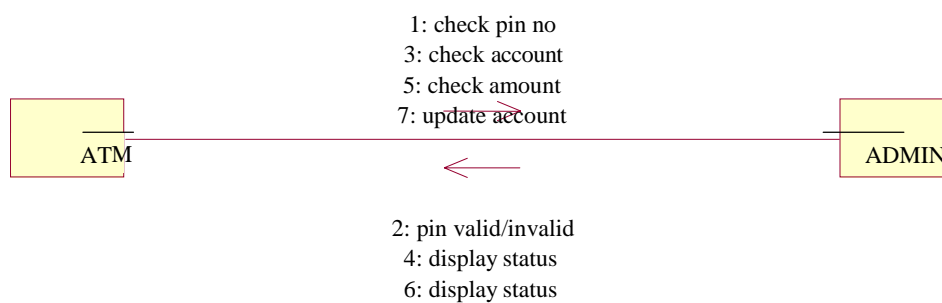 1: check pin no
3: check account
5: check amount
7: update account
ATM
ADMIN
2: pin valid/invalid
4: display status
6: display status